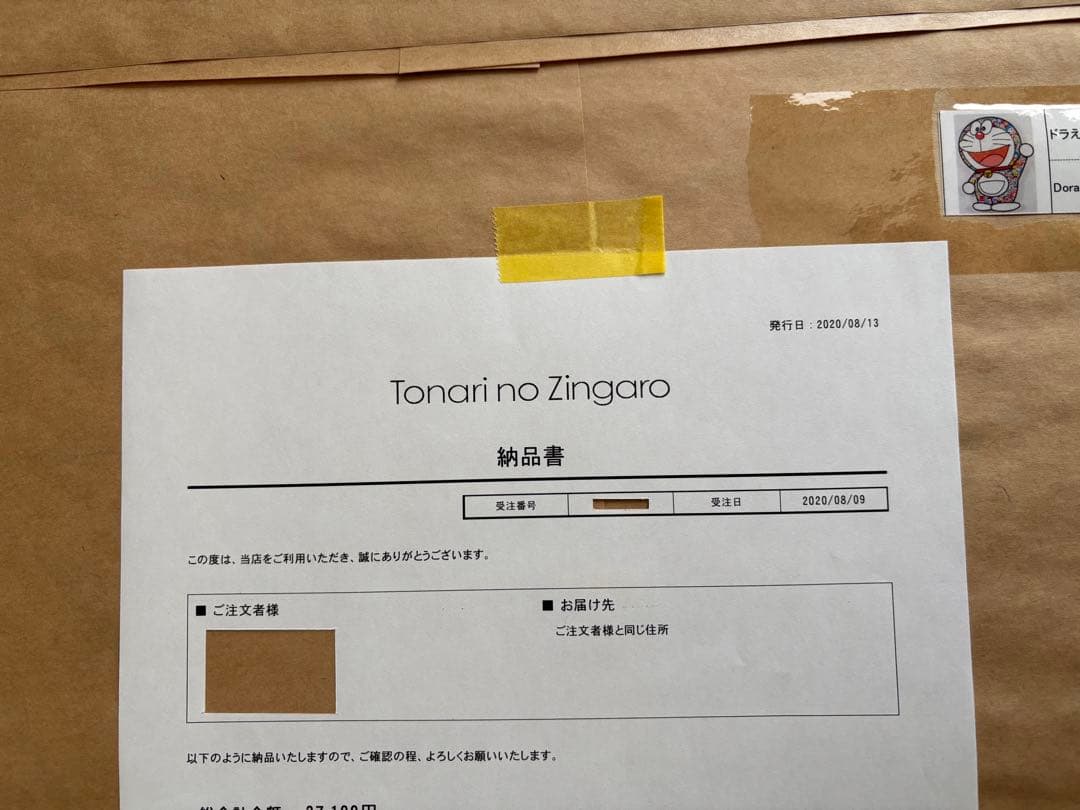 ドラえ
Dora
発行日：2020/08/13
Tonari no Zingaro
納品書
受注番号 受注日 2020/08/09
この度は、当店をご利用いただき、誠にありがとうございます。
■ ご注文者様 ■ お届け先
ご注文者様と同じ住所
以下のように納品いたしますので、ご確認の程、よろしくお願いいたします。